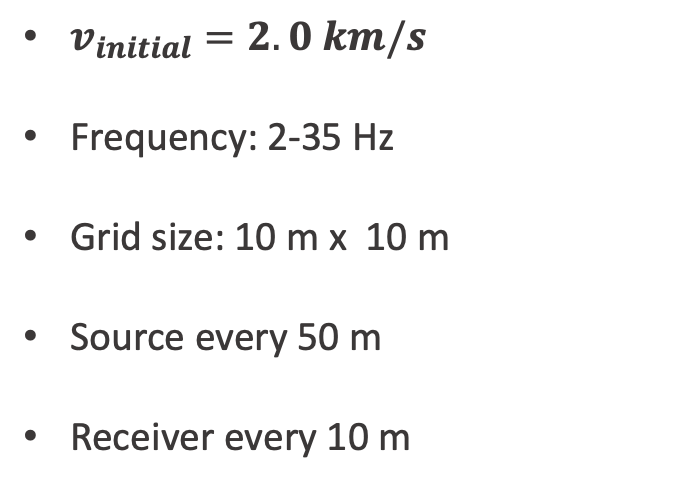 • v_initial = 2.0 km/s
• Frequency: 2-35 Hz
• Grid size: 10 m x  10 m
• Source every 50 m
• Receiver every 10 m